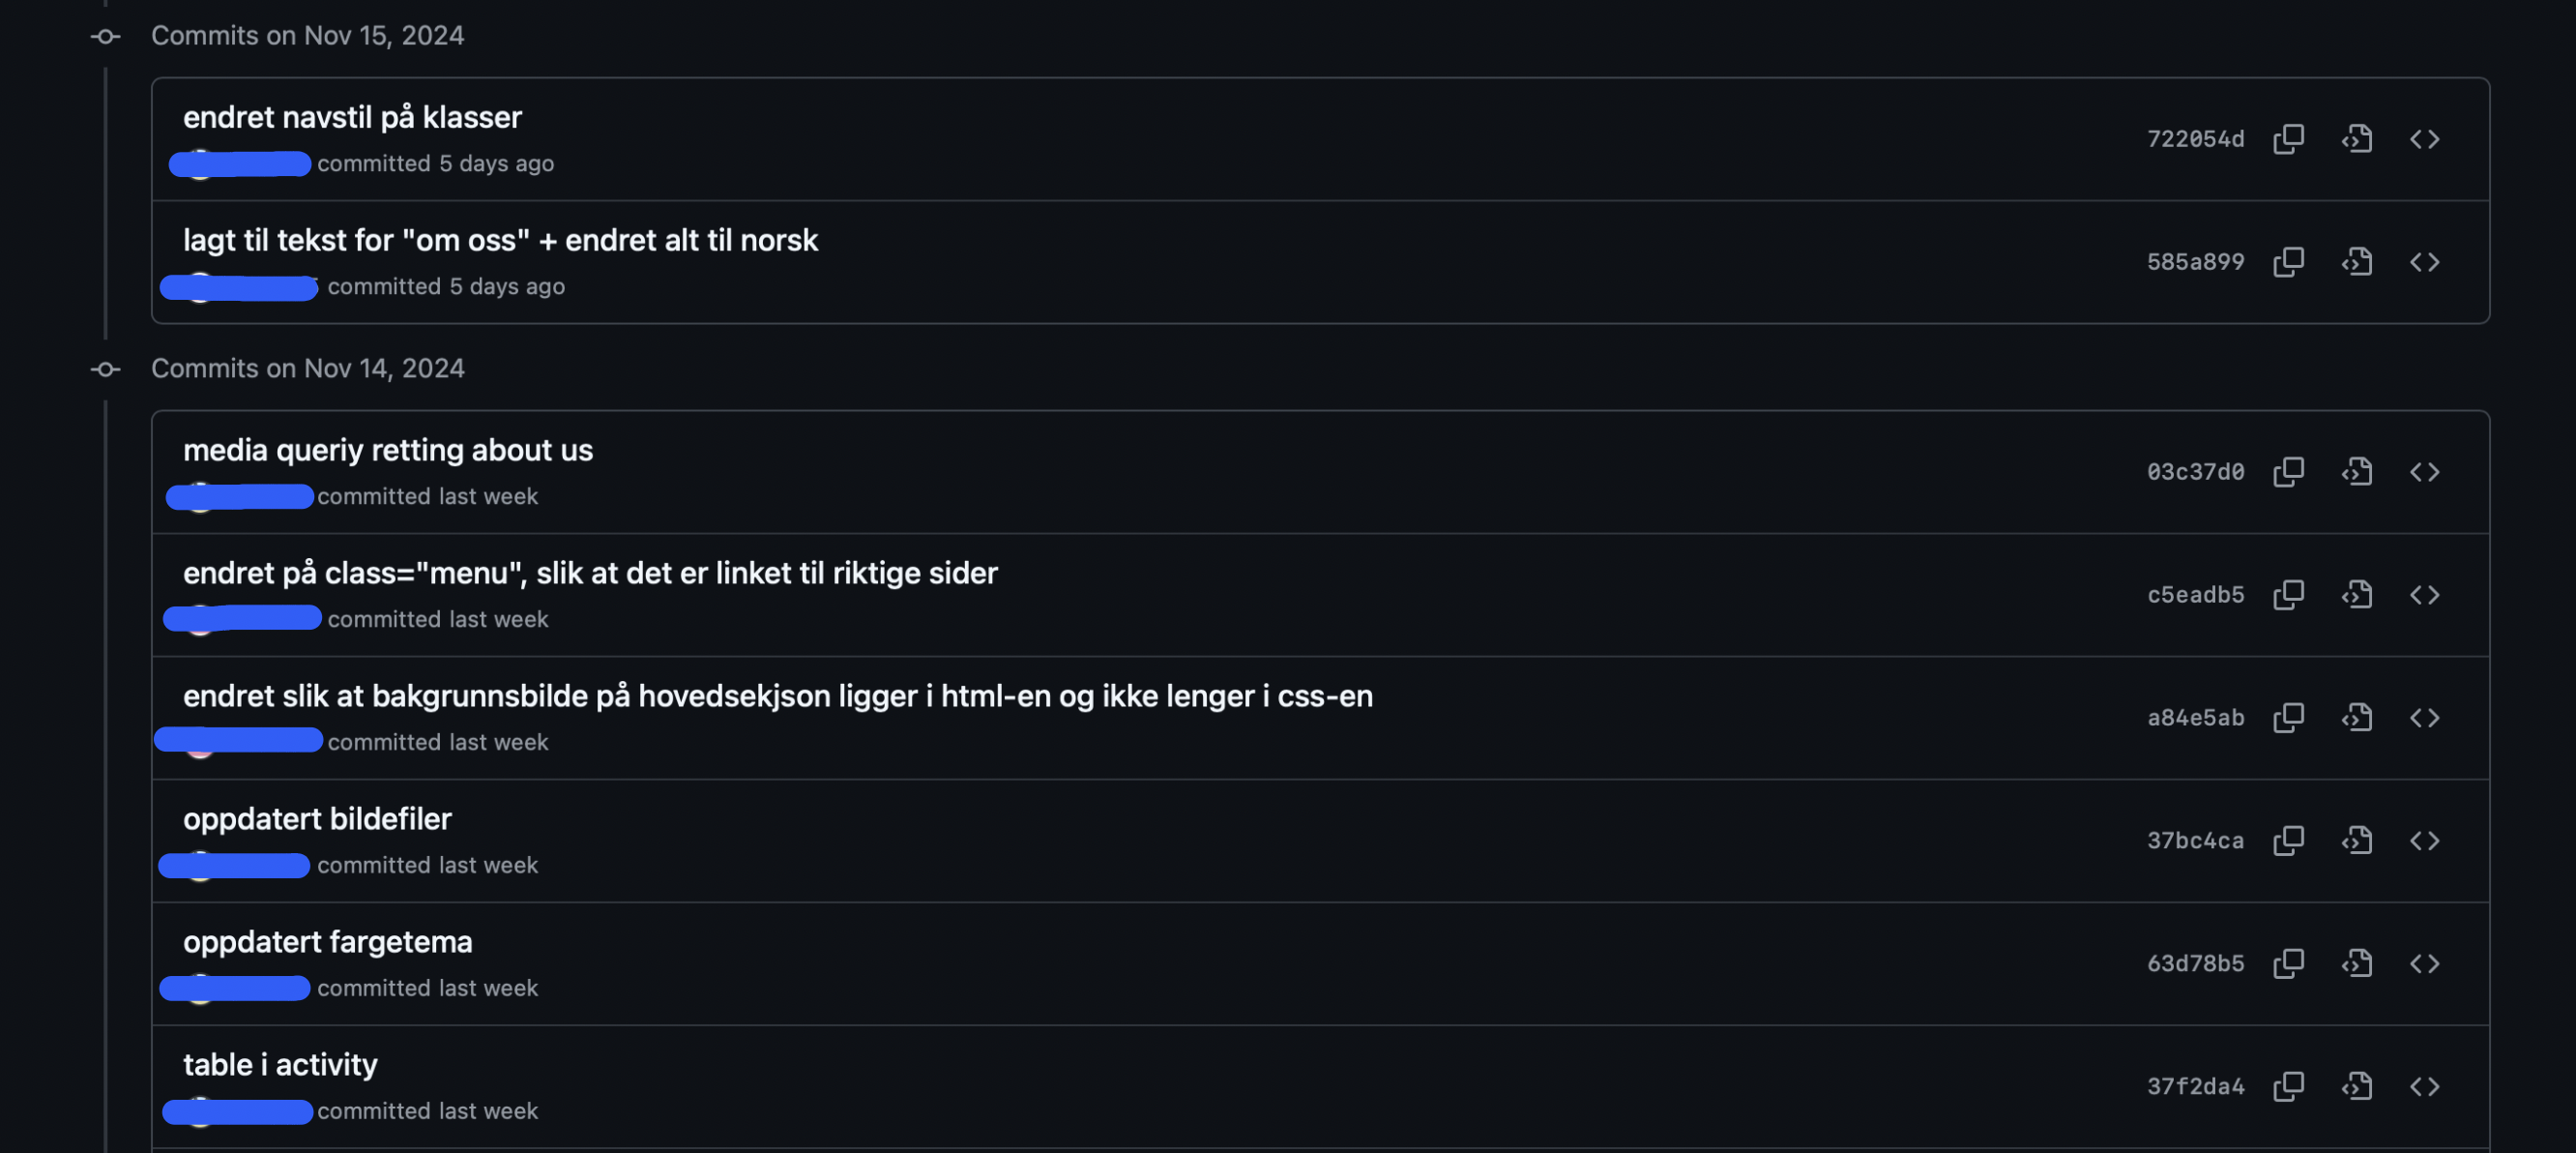 Commits on Nov 15, 2024
endret navstil på klasser
committed 5 days ago
722054d
lagt til tekst for "om oss" + endret alt til norsk
committed 5 days ago
585a899
Commits on Nov 14, 2024
media queriy retting about us
committed last week
03c37d0
endret på class="menu", slik at det er linket til riktige sider
committed last week
c5eadb5
endret slik at bakgrunnsbilde på hovedsekjson ligger i html-en og ikke lenger i css-en
committed last week
a84e5ab
oppdatert bildefiler
committed last week
37bc4ca
oppdatert fargetema
committed last week
63d78b5
table i activity
committed last week
37f2da4